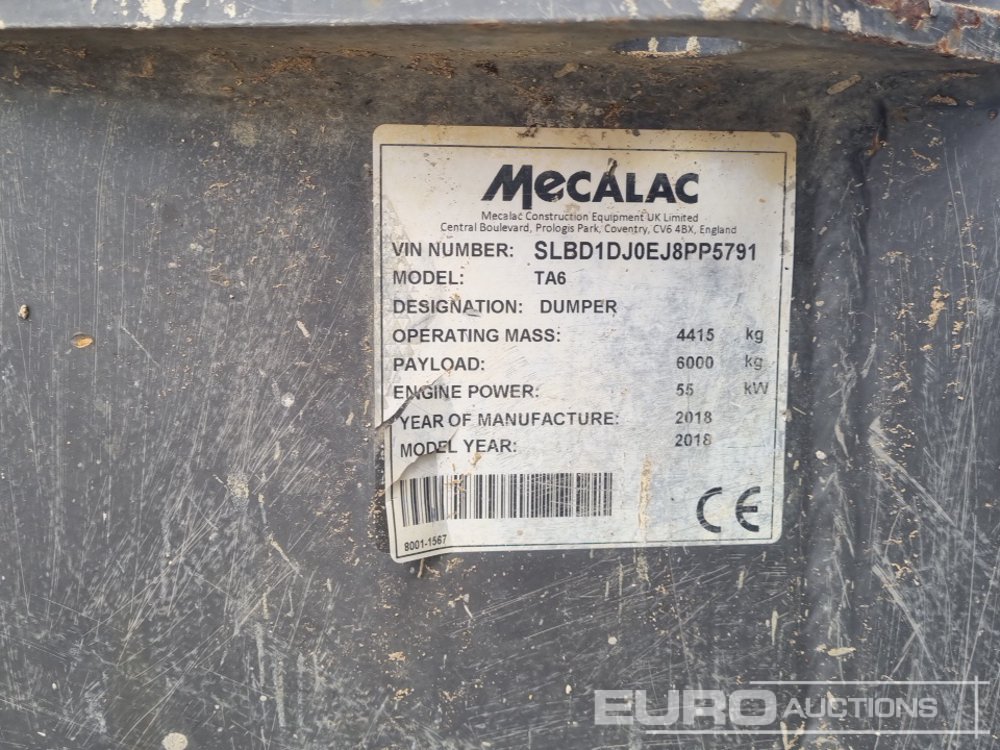 MECALAC
Mecalac Construction Equipment UK Limited
Central Boulevard, Prologis Park, Coventry, CV6 4BX, England
VIN NUMBER: SLBD1DJ0EJ8PP5791
MODEL: TA6
DESIGNATION: DUMPER
OPERATING MASS: 4415 kg
PAYLOAD: 6000 kg
ENGINE POWER: 55 kW
YEAR OF MANUFACTURE: 2018
MODEL YEAR: 2018
CE
8001-1567
EURO AUCTIONS